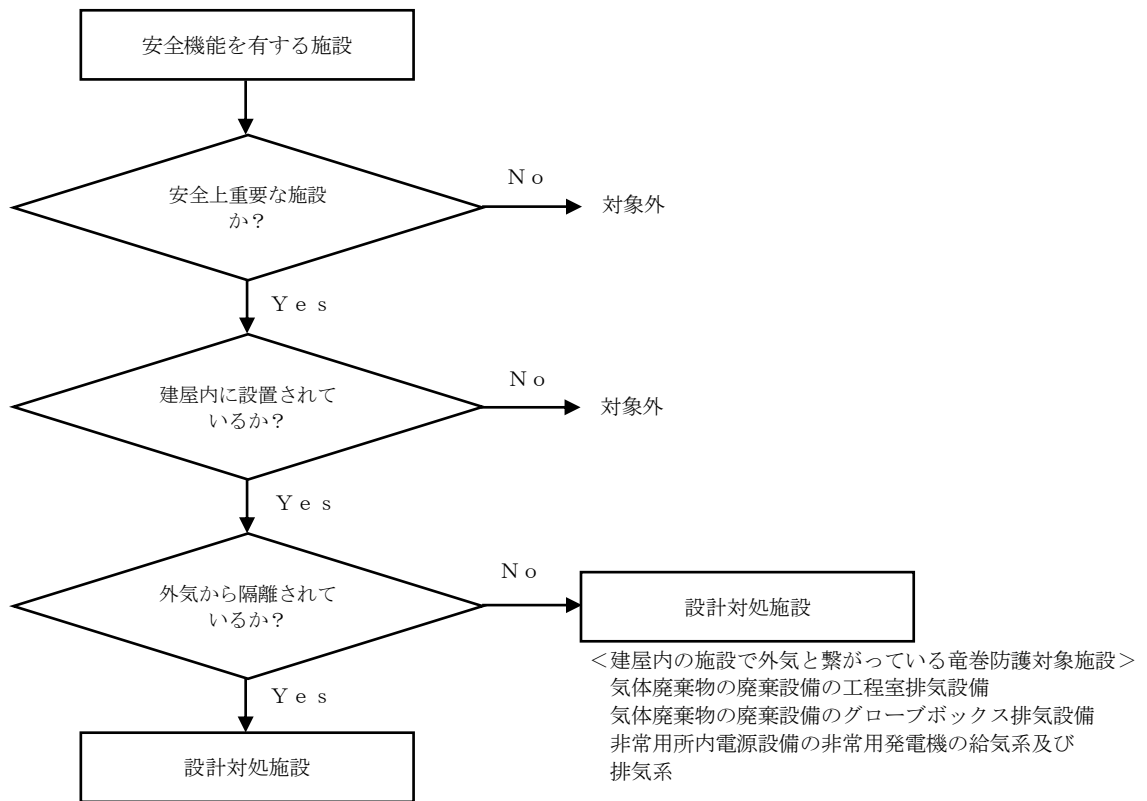 安全機能を有する施設
安全上重要な施設
か？
Ｎｏ
対象外
Ｙｅｓ
建屋内に設置されて
いるか？
Ｎｏ
対象外
Ｙｅｓ
外気から隔離されて
いるか？
Ｎｏ
設計対処施設
＜建屋内の施設で外気と繋がっている竜巻防護対象施設＞
気体廃棄物の廃棄設備の工程室排気設備
気体廃棄物の廃棄設備のグローブボックス排気設備
非常用所内電源設備の非常用発電機の給気系及び
排気系
Ｙｅｓ
設計対処施設